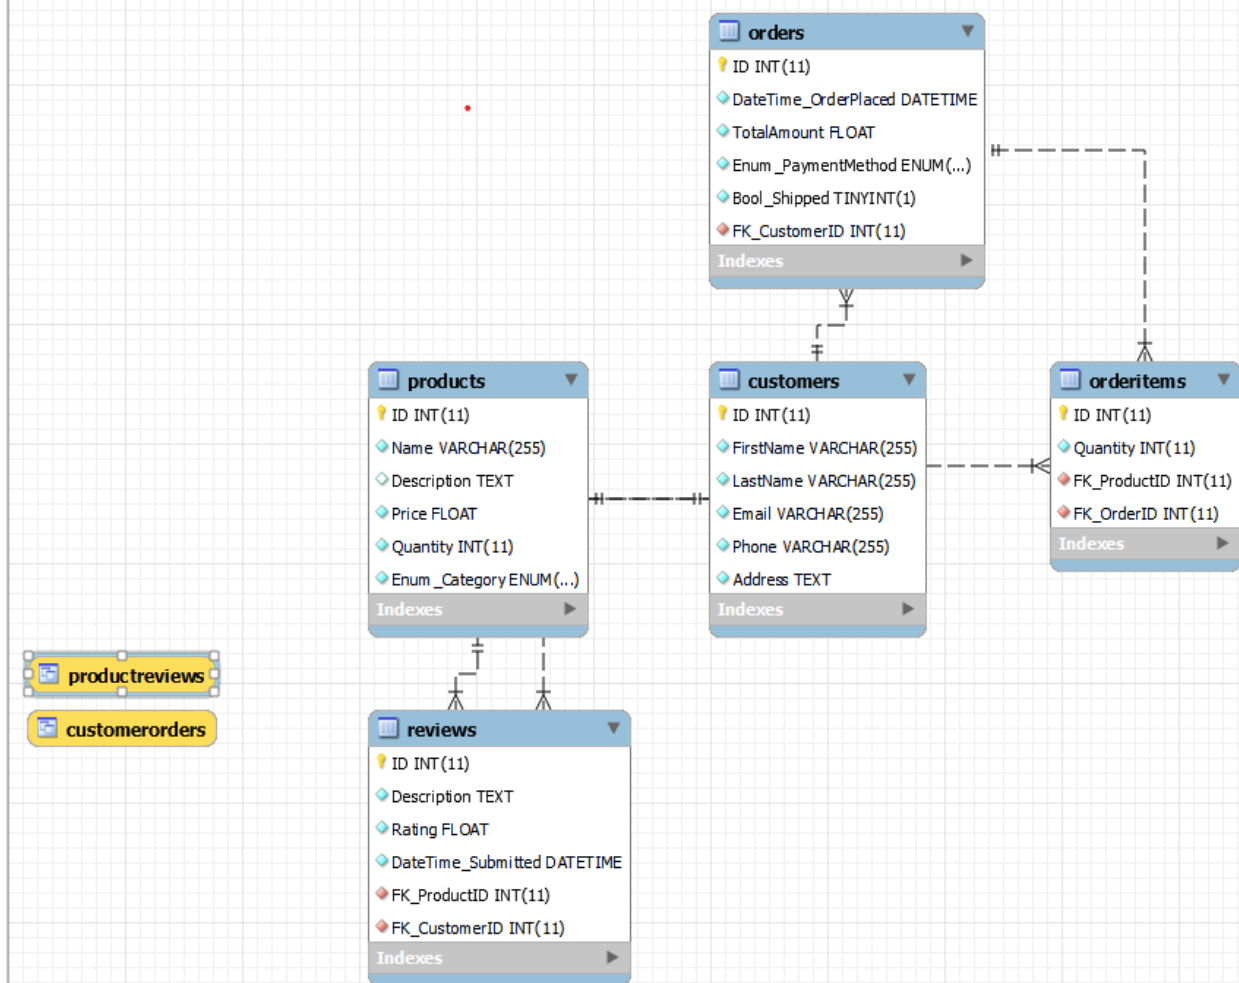 orders
ID INT(11)
DateTime_OrderPlaced DATETIME
TotalAmount FLOAT
Enum_PaymentMethod ENUM(...)
Bool_Shipped TINYINT(1)
FK_CustomerID INT(11)
Indexes
products
ID INT(11)
Name VARCHAR(255)
Description TEXT
Price FLOAT
Quantity INT(11)
Enum_Category ENUM(...)
Indexes
customers
ID INT(11)
FirstName VARCHAR(255)
LastName VARCHAR(255)
Email VARCHAR(255)
Phone VARCHAR(255)
Address TEXT
Indexes
orderitems
ID INT(11)
Quantity INT(11)
FK_ProductID INT(11)
FK_OrderID INT(11)
Indexes
productreviews
customerorders
reviews
ID INT(11)
Description TEXT
Rating FLOAT
DateTime_Submitted DATETIME
FK_ProductID INT(11)
FK_CustomerID INT(11)
Indexes